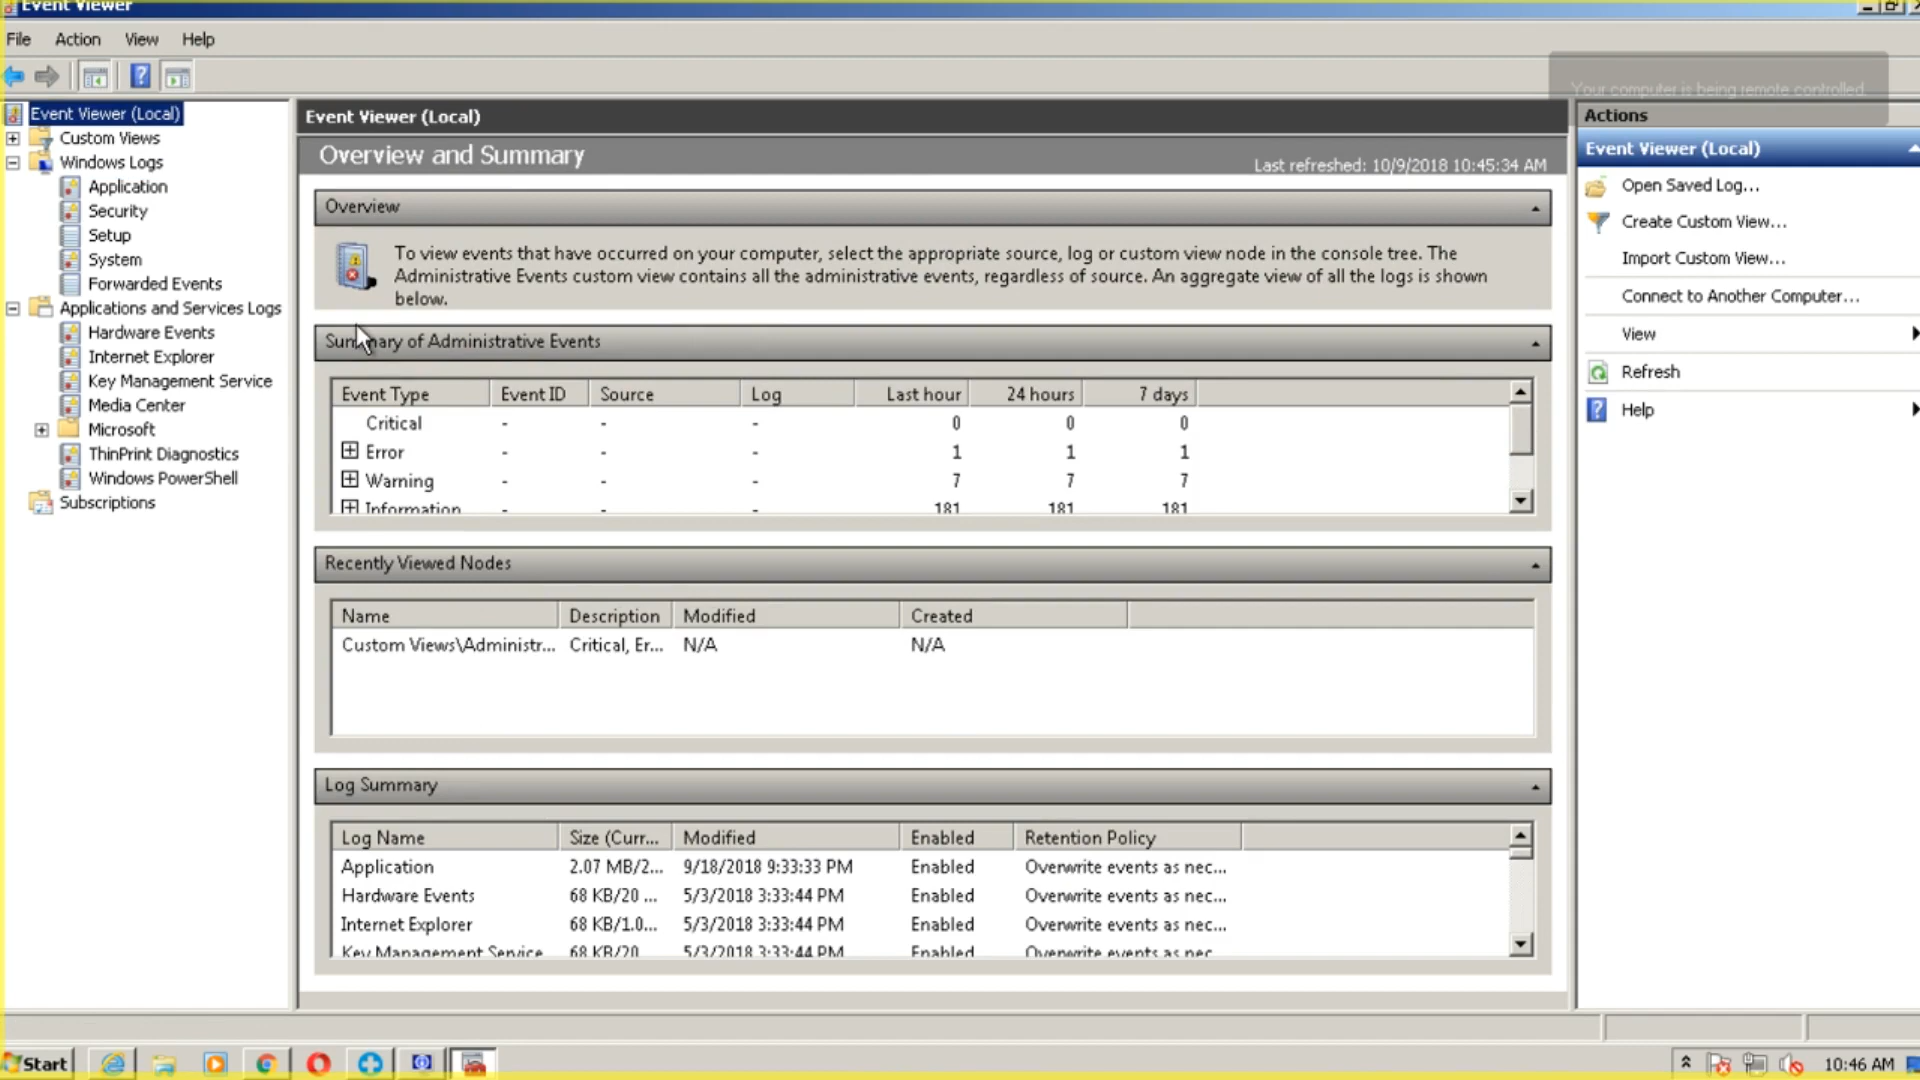 Event Viewer
File Action View Help
Your computer is being remote controlled.
Event Viewer (Local)
Custom Views
Windows Logs
Application
Security
Setup
System
Forwarded Events
Applications and Services Logs
Hardware Events
Internet Explorer
Key Management Service
Media Center
Microsoft
ThinPrint Diagnostics
Windows PowerShell
Subscriptions
Event Viewer (Local)
Overview and Summary
Last refreshed: 10/9/2018 10:45:34 AM
Overview
To view events that have occurred on your computer, select the appropriate source, log or custom view node in the console tree. The
Administrative Events custom view contains all the administrative events, regardless of source. An aggregate view of all the logs is shown
below.
Summary of Administrative Events
Event Type Event ID Source Log Last hour 24 hours 7 days
Critical - - - 0 0 0
Error - - - 1 1 1
Warning - - - 7 7 7
Information - - - 181 181 181
Recently Viewed Nodes
Name Description Modified Created
Custom Views\Administr... Critical, Er... N/A N/A
Log Summary
Log Name Size (Curr... Modified Enabled Retention Policy
Application 2.07 MB/2... 9/18/2018 9:33:33 PM Enabled Overwrite events as nec...
Hardware Events 68 KB/20 ... 5/3/2018 3:33:44 PM Enabled Overwrite events as nec...
Internet Explorer 68 KB/1.0... 5/3/2018 3:33:44 PM Enabled Overwrite events as nec...
Key Management Service 68 KB/20 5/3/2018 3:33:44 PM Enabled Overwrite events as nec
Actions
Event Viewer (Local)
Open Saved Log...
Create Custom View...
Import Custom View...
Connect to Another Computer...
View
Refresh
Help
Start
10:46 AM